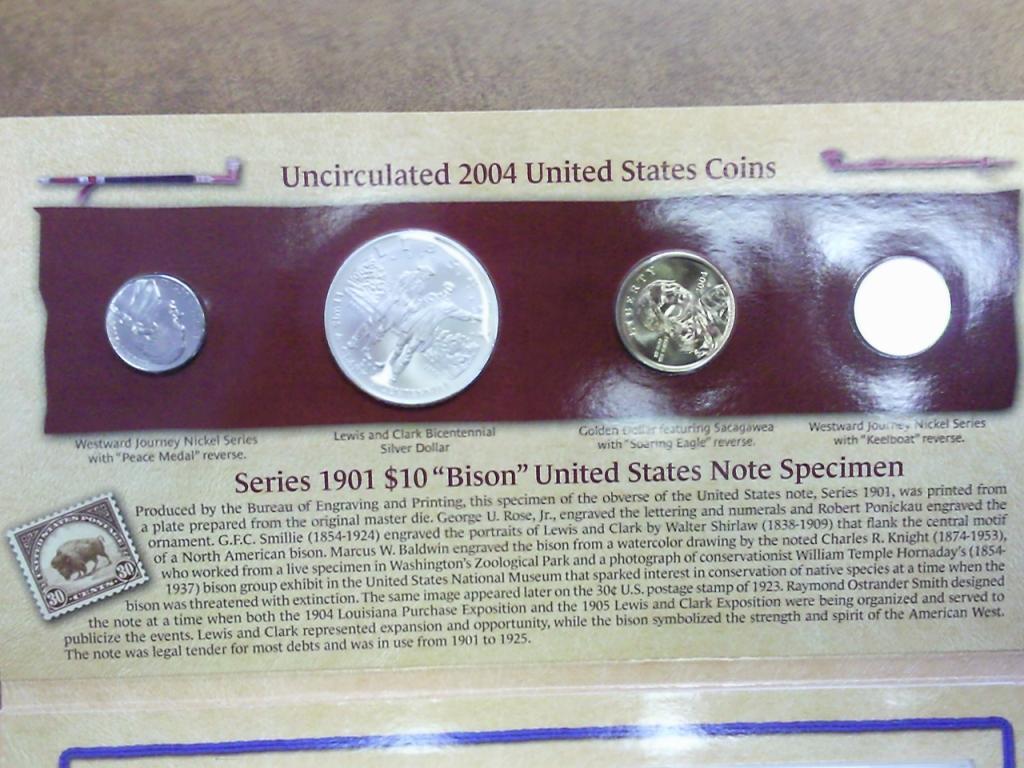 Uncirculated 2004 United States Coins
LIBERTY
2004
Westward Journey Nickel Series
with "Peace Medal" reverse.
Lewis and Clark Bicentennial
Silver Dollar
Golden Dollar featuring Sacagawea
with "Soaring Eagle" reverse.
Westward Journey Nickel Series
with "Keelboat" reverse.
Series 1901 $10 "Bison" United States Note Specimen
Produced by the Bureau of Engraving and Printing, this specimen of the obverse of the United States note, Series 1901, was printed from
a plate prepared from the original master die. George U. Rose, Jr., engraved the lettering and numerals and Robert Ponickau engraved the
ornament. G.F.C. Smillie (1854-1924) engraved the portraits of Lewis and Clark by Walter Shirlaw (1838-1909) that flank the central motif
of a North American bison. Marcus W. Baldwin engraved the bison from a watercolor drawing by the noted Charles R. Knight (1874-1953),
who worked from a live specimen in Washington's Zoological Park and a photograph of conservationist William Temple Hornaday's (1854-
1937) bison group exhibit in the United States National Museum that sparked interest in conservation of native species at a time when the
bison was threatened with extinction. The same image appeared later on the 30¢ U.S. postage stamp of 1923. Raymond Ostrander Smith designed
the note at a time when both the 1904 Louisiana Purchase Exposition and the 1905 Lewis and Clark Exposition were being organized and served to
publicize the events. Lewis and Clark represented expansion and opportunity, while the bison symbolized the strength and spirit of the American West.
The note was legal tender for most debts and was in use from 1901 to 1925.
30 CENTS 30